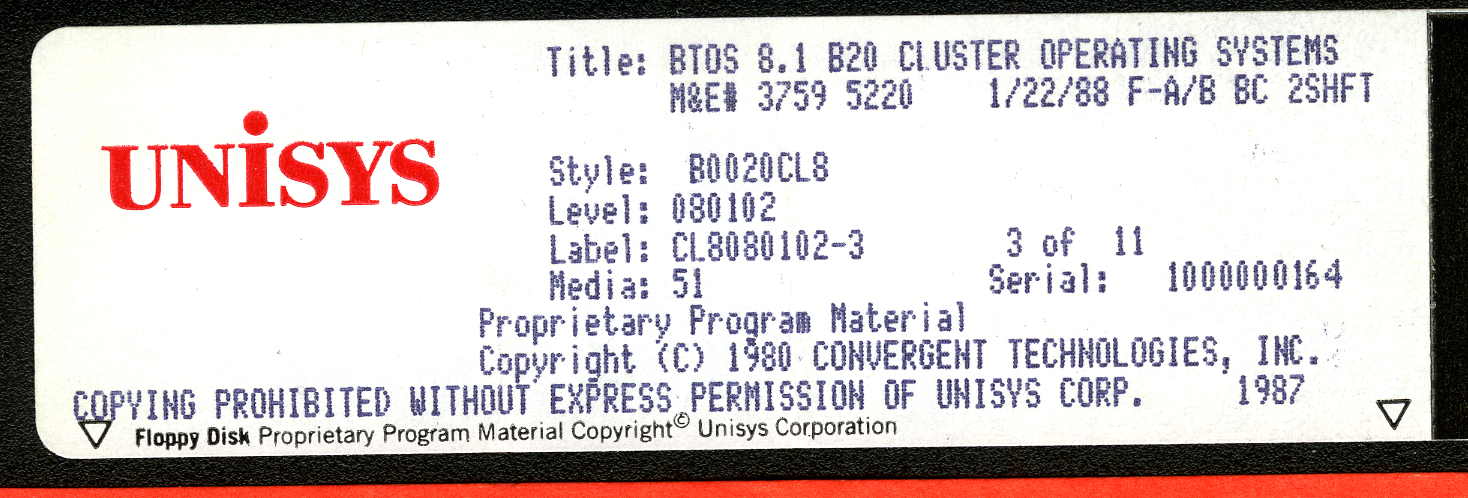 Title: BTOS 8.1 B20 CLUSTER OPERATING SYSTEMS
M&E# 3759 5220 1/22/88 F-A/B BC 2SHFT
UNiSYS
Style: B0020CL8
Level: 080102
Label: CL8080102-3 3 of 11
Media: 51 Serial: 1000000164
Proprietary Program Material
Copyright (C) 1980 CONVERGENT TECHNOLOGIES, INC.
COPYING PROHIBITED WITHOUT EXPRESS PERMISSION OF UNISYS CORP. 1987
Floppy Disk Proprietary Program Material Copyright© Unisys Corporation